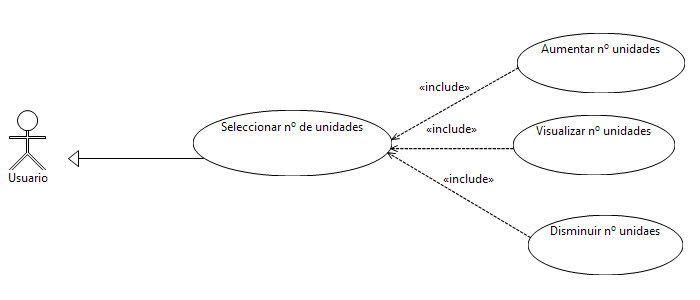 Aumentar nº unidades
«include»
Seleccionar nº de unidades
«include»
Visualizar nº unidades
Usuario
«include»
Disminuir nº unidaes